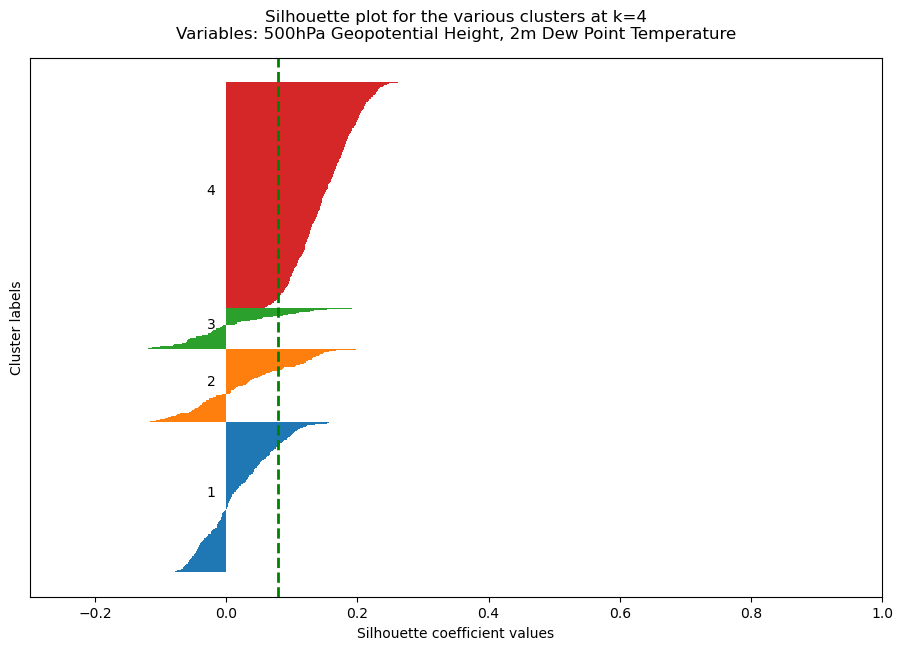 Silhouette plot for the various clusters at k=4
Variables: 500hPa Geopotential Height, 2m Dew Point Temperature
Cluster labels
4
3
2
1
−0.2 0.0 0.2 0.4 0.6 0.8 1.0
Silhouette coefficient values